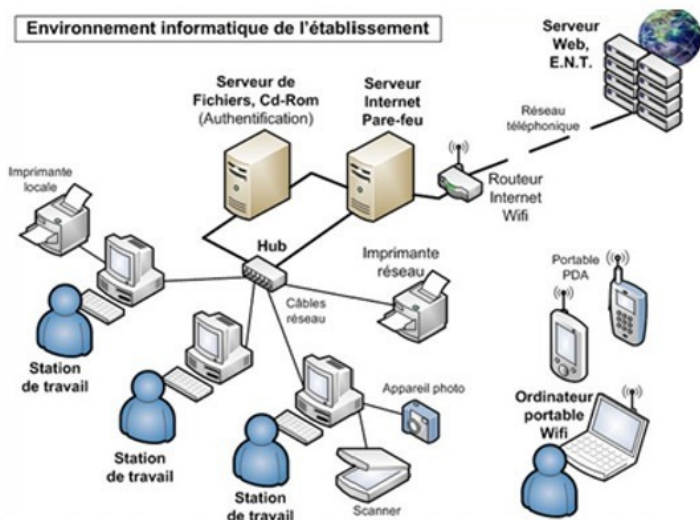 Environnement informatique de l'établissement
Serveur
Web,
E.N.T.
Serveur de
Fichiers, Cd-Rom
(Authentification)
Serveur
Internet
Pare-feu
Réseau
téléphonique
Routeur
Internet
Wifi
Imprimante
locale
Hub
Imprimante
réseau
Portable
PDA
Câbles
réseau
Station
de travail
Appareil photo
Ordinateur
portable
Wifi
Station
de travail
Station
de travail
Scanner